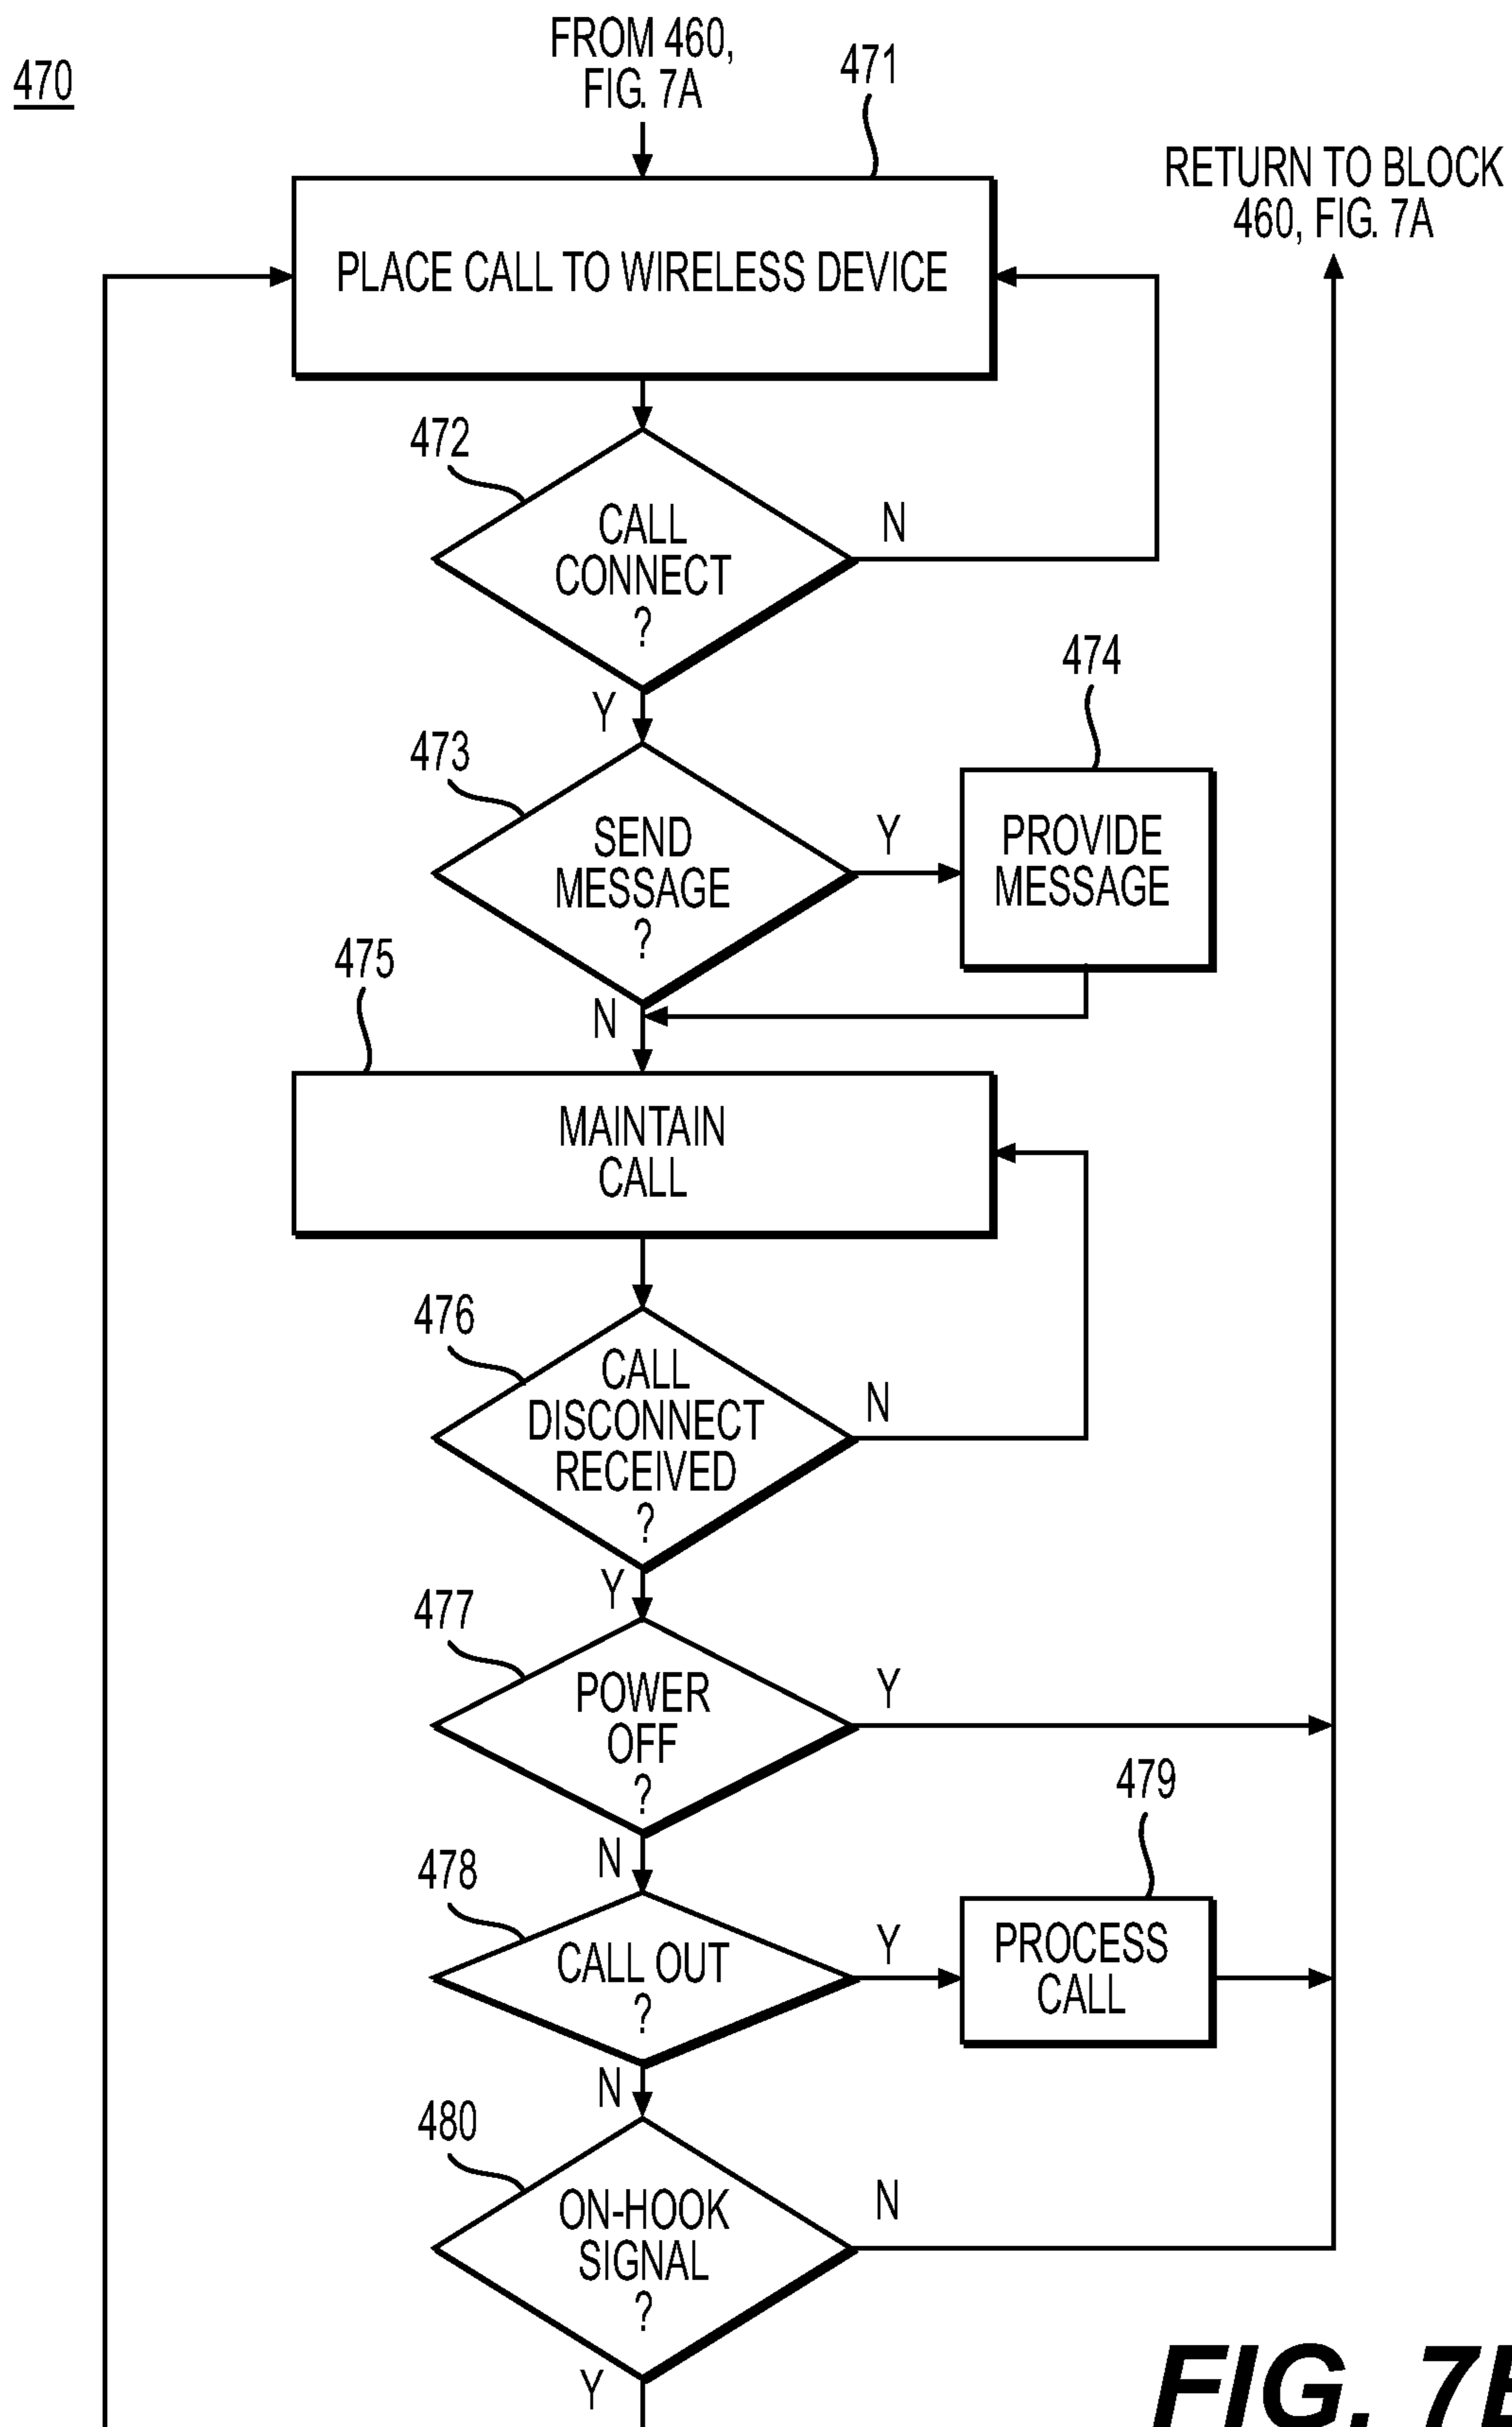 470
FROM 460,
FIG. 7A
471
RETURN TO BLOCK
460, FIG. 7A
PLACE CALL TO WIRELESS DEVICE
472
CALL
CONNECT
?
N
Y
473
SEND
MESSAGE
?
Y
474
PROVIDE
MESSAGE
N
475
MAINTAIN
CALL
476
CALL
DISCONNECT
RECEIVED
?
N
Y
477
POWER
OFF
?
Y
N
478
CALL OUT
?
Y
479
PROCESS
CALL
N
480
ON-HOOK
SIGNAL
?
N
Y
FIG.